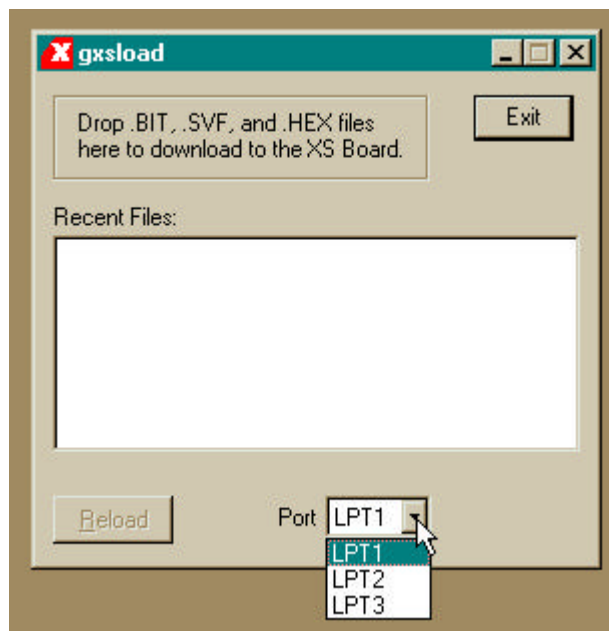 X gxsload
Drop .BIT, .SVF, and .HEX files
here to download to the XS Board.
Exit
Recent Files:
Reload
Port LPT1
LPT1
LPT2
LPT3